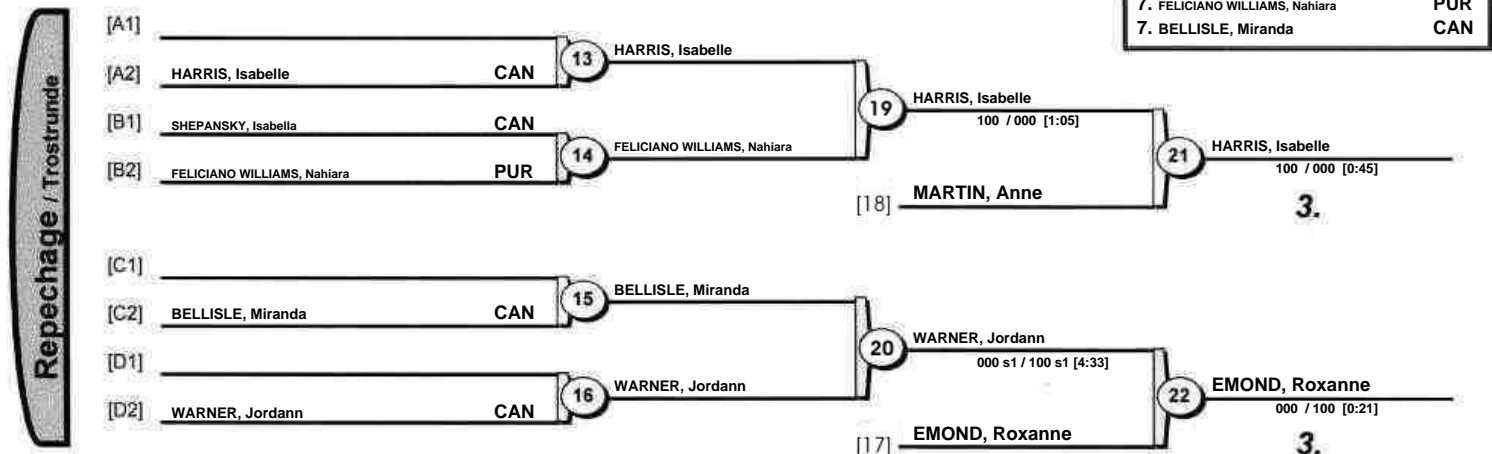 7. FELICIANO WILLIAMS, Nahiara PUR
7. BELLISLE, Miranda CAN
Repechage / Trostrunde
[A1]
[A2] HARRIS, Isabelle CAN
13 HARRIS, Isabelle
[B1] SHEPANSKY, Isabella CAN
[B2] FELICIANO WILLIAMS, Nahiara PUR
14 FELICIANO WILLIAMS, Nahiara
19 HARRIS, Isabelle
100 / 000 [1:05]
[18] MARTIN, Anne
21 HARRIS, Isabelle
100 / 000 [0:45]
3.
[C1]
[C2] BELLISLE, Miranda CAN
15 BELLISLE, Miranda
[D1]
[D2] WARNER, Jordann CAN
16 WARNER, Jordann
20 WARNER, Jordann
000 s1 / 100 s1 [4:33]
[17] EMOND, Roxanne
22 EMOND, Roxanne
000 / 100 [0:21]
3.